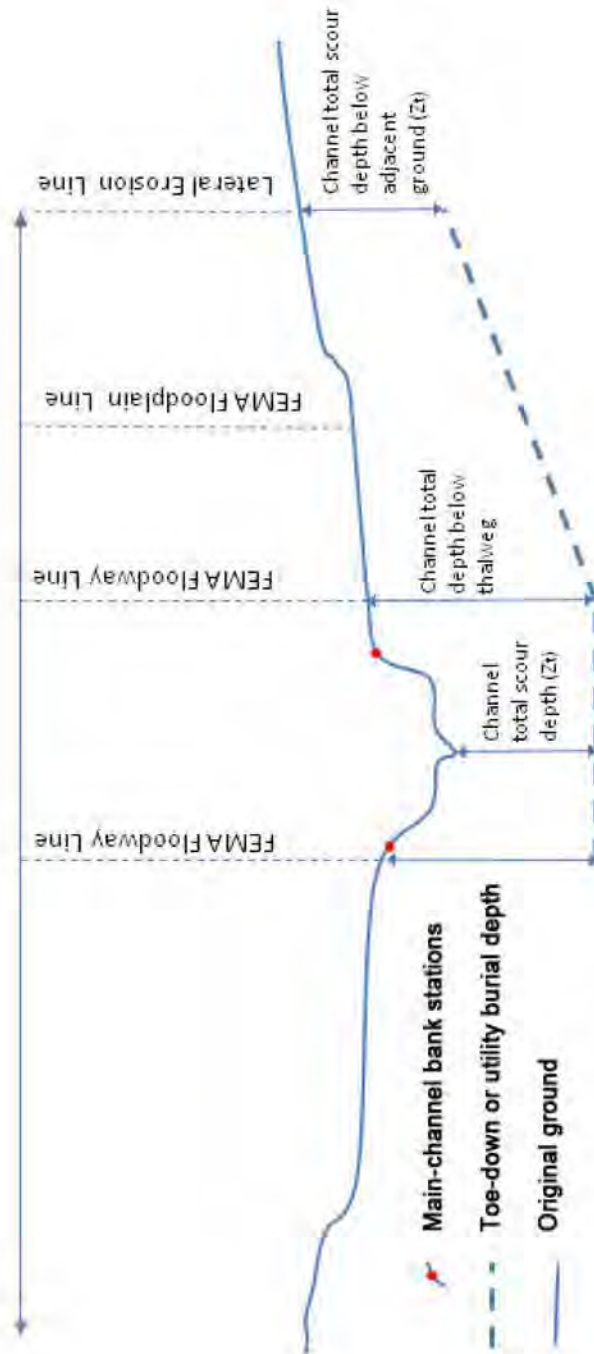 FEMA Floodway Line
FEMA Floodway Line
FEMA Floodplain Line
Lateral Erosion Line
Channel
total scour
depth (Zt)
Channel total
depth below
thalweg
Channel total scour
depth below
adjacent
ground (Zt)
Main-channel bank stations
Toe-down or utility burial depth
Original ground